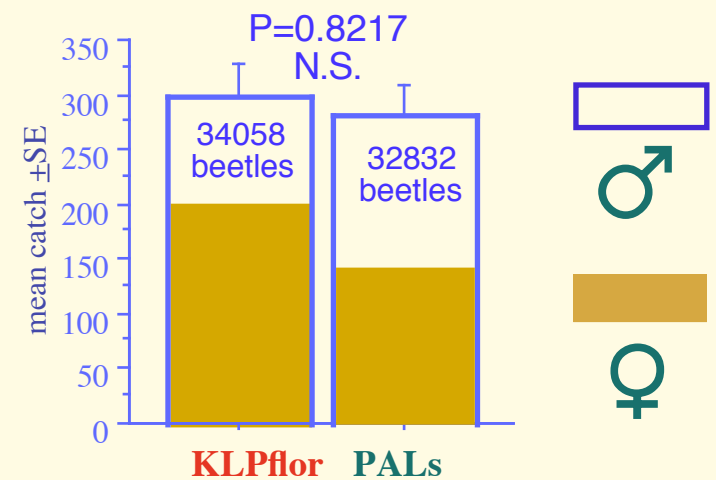 P=0.8217
N.S.
350
300
250
200
150
100
50
0
mean catch ±SE
34058
beetles
32832
beetles
♂
♀
KLPflor PALs